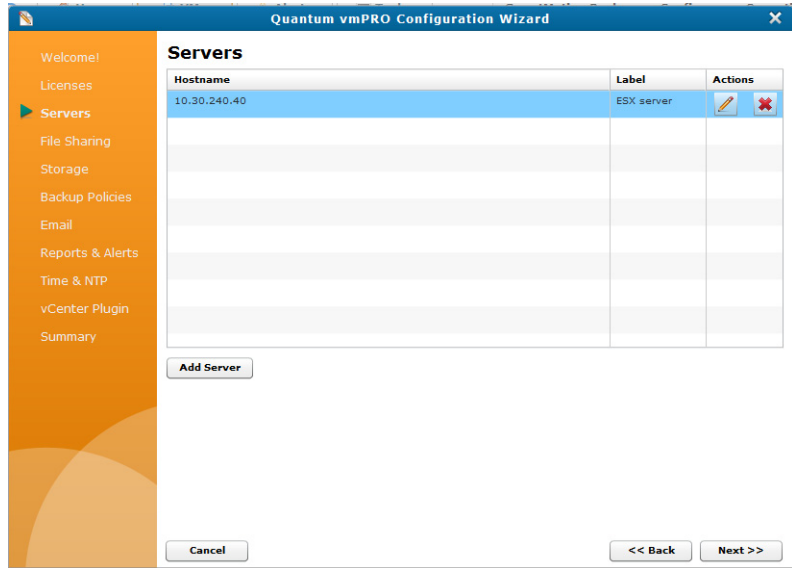 Quantum vmPRO Configuration Wizard
Welcome!
Licenses
Servers
File Sharing
Storage
Backup Policies
Email
Reports & Alerts
Time & NTP
vCenter Plugin
Summary
Servers
Hostname Label Actions
10.30.240.40 ESX server
Add Server
Cancel << Back Next >>